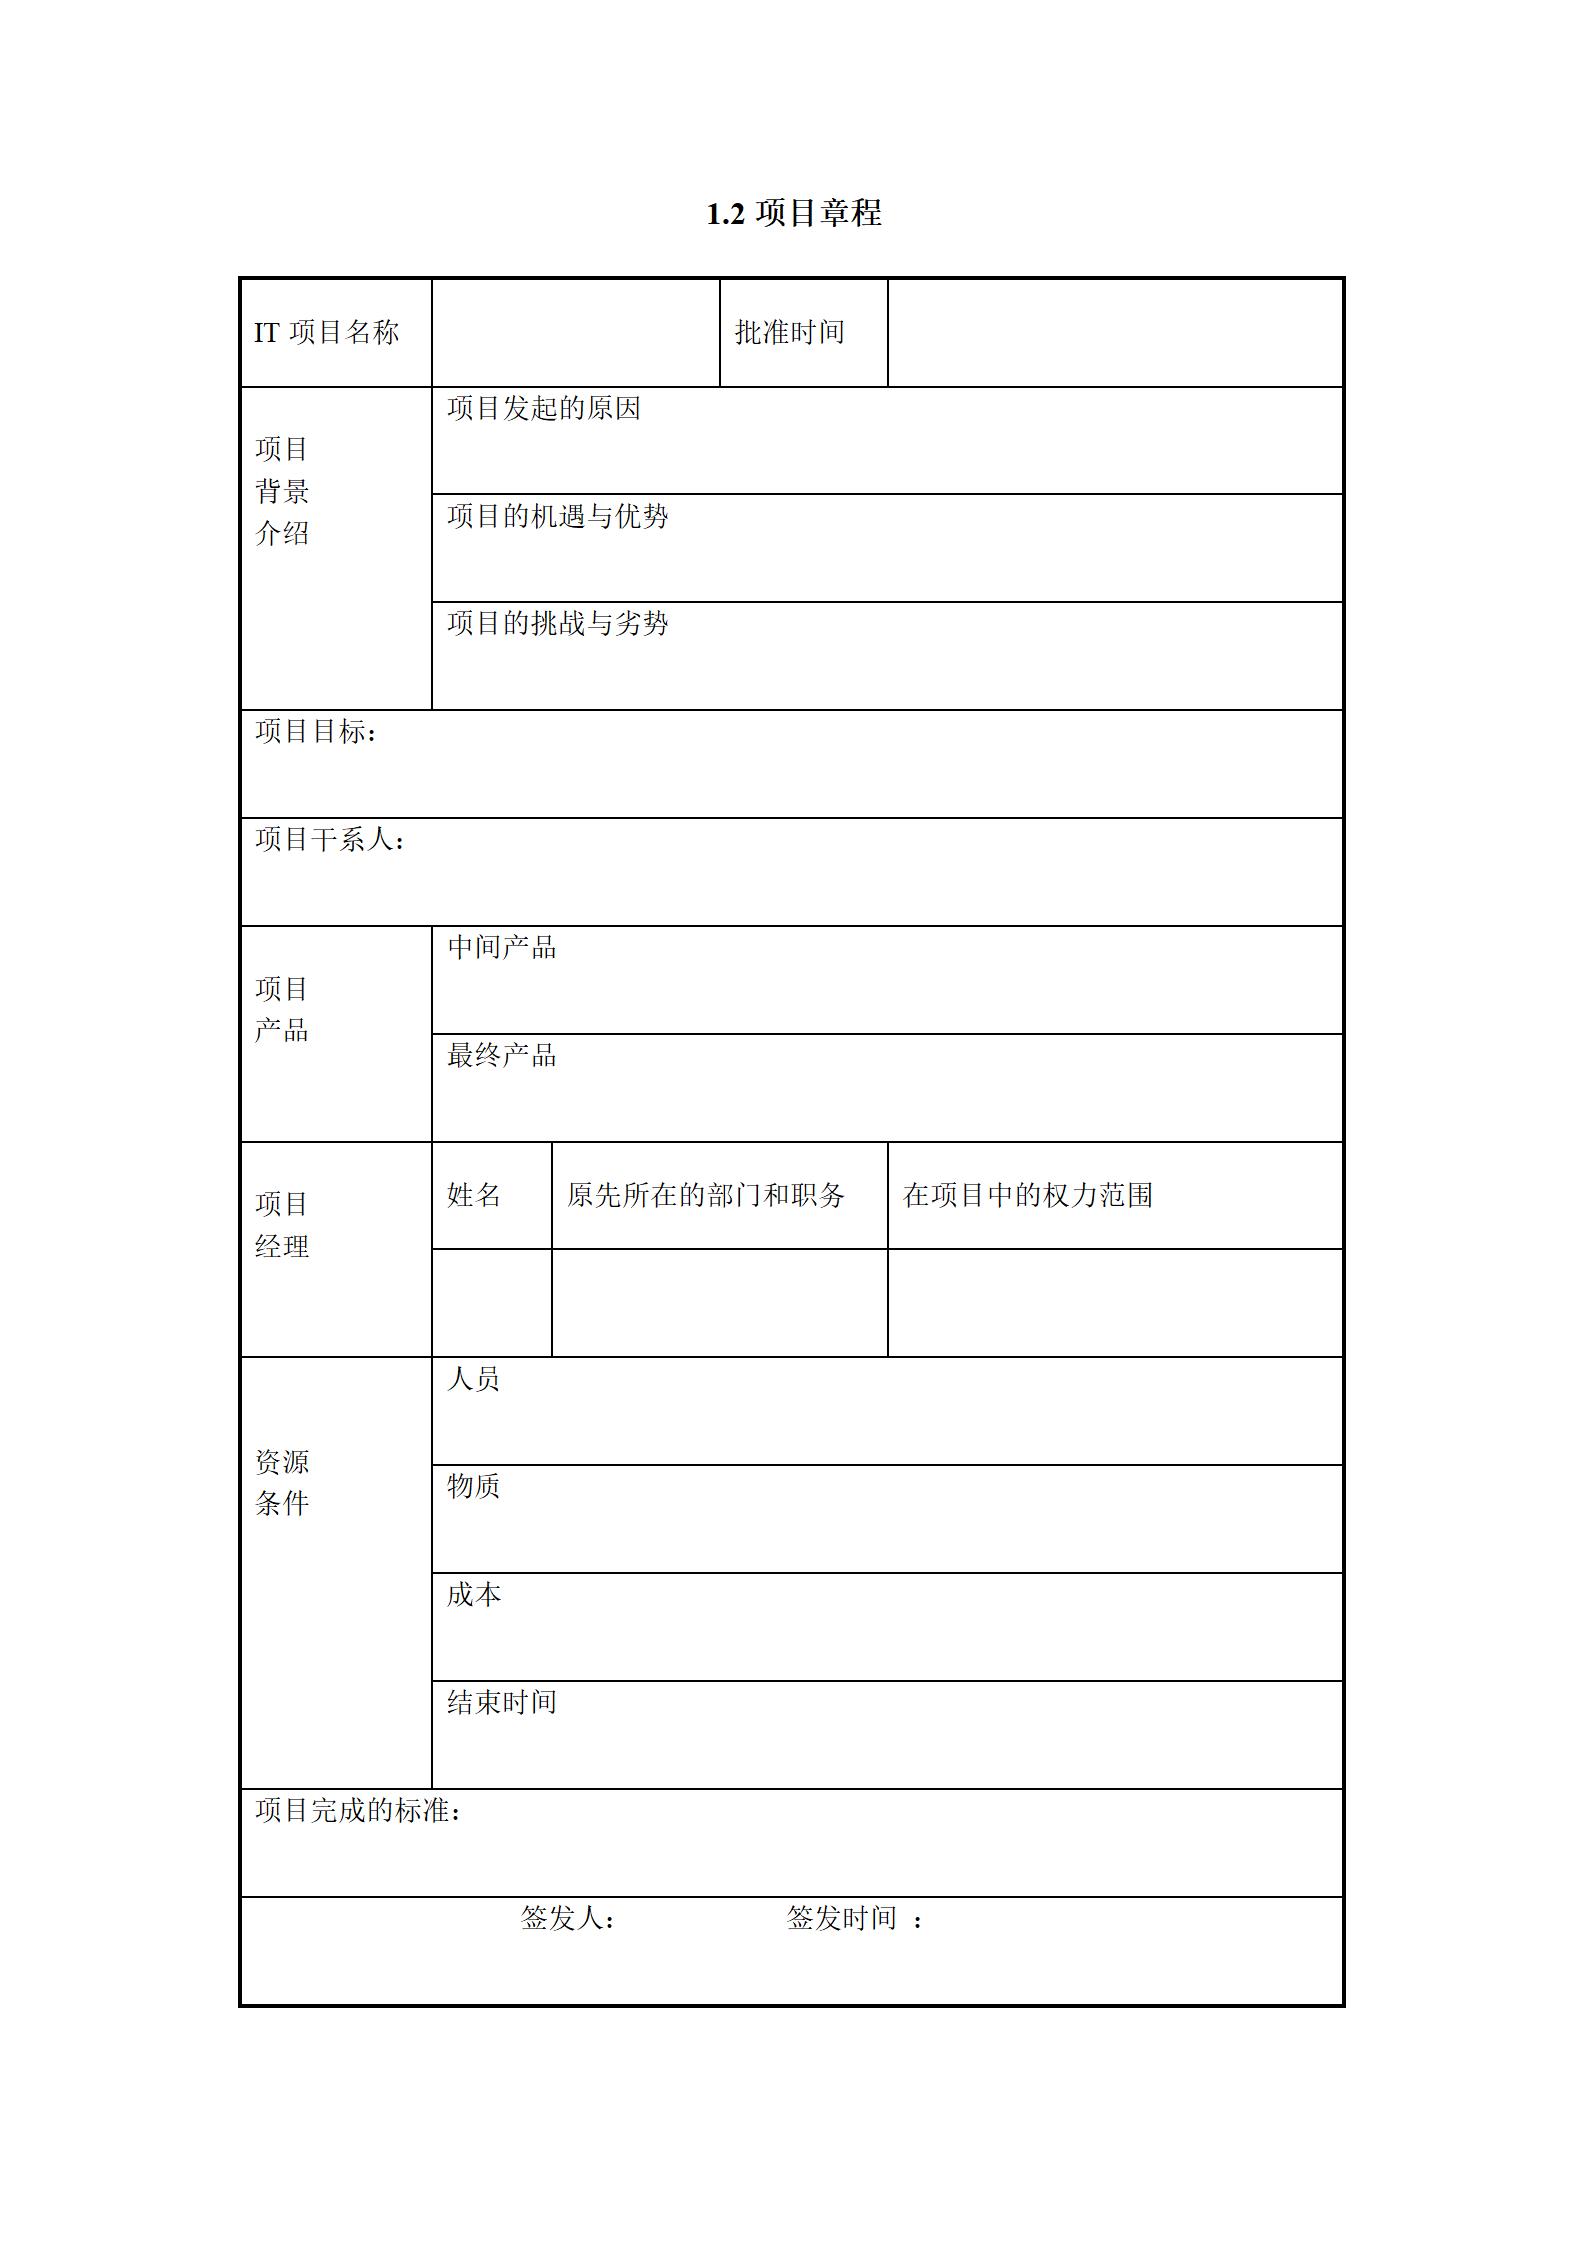 1.2 项目章程
IT 项目名称
批准时间
项目
背景
介绍
项目发起的原因
项目的机遇与优势
项目的挑战与劣势
项目目标：
项目干系人：
项目
产品
中间产品
最终产品
项目
经理
姓名
原先所在的部门和职务
在项目中的权力范围
资源
条件
人员
物质
成本
结束时间
项目完成的标准：
签发人： 签发时间 ：